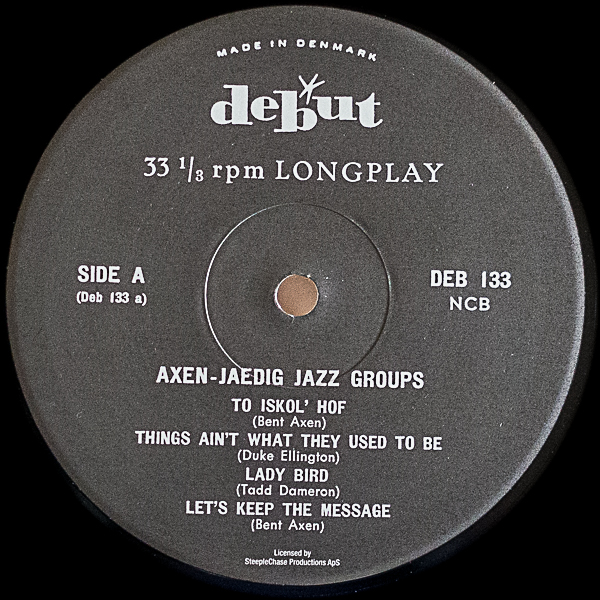 MADE IN DENMARK
debut
33 1/3 rpm LONGPLAY
SIDE A
(Deb 133 a)
DEB 133
NCB
AXEN-JAEDIG JAZZ GROUPS
TO ISKOL' HOF
(Bent Axen)
THINGS AIN'T WHAT THEY USED TO BE
(Duke Ellington)
LADY BIRD
(Tadd Dameron)
LET'S KEEP THE MESSAGE
(Bent Axen)
Licensed by
SteepleChase Productions ApS